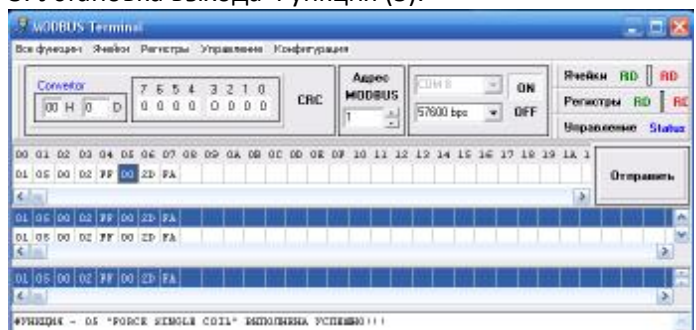 MODBUS Terminal
Все функции Ячейки Регистры Управление Конфигурация
Convertor
00 H 0 D
7 6 5 4 3 2 1 0
0 0 0 0 0 0 0 0
CRC
Адрес
MODBUS
1
COM 8
57600 bps
ON
OFF
Ячейки RD RD
Регистры RD RD
Управление Status
00 01 02 03 04 05 06 07 08 09 0A 0B 0C 0D 0E 0F 10 11 12 13 14 15 16 17 18 19 1A 1
01 05 00 02 FF 00 2D FA
Отправить
01 05 00 02 FF 00 2D FA
01 05 00 02 FF 00 2D FA
01 05 00 02 FF 00 2D FA
ФУНКЦИЯ - 05 "FORCE SINGLE COIL" ВЫПОЛНЕНА УСПЕШНО!!!